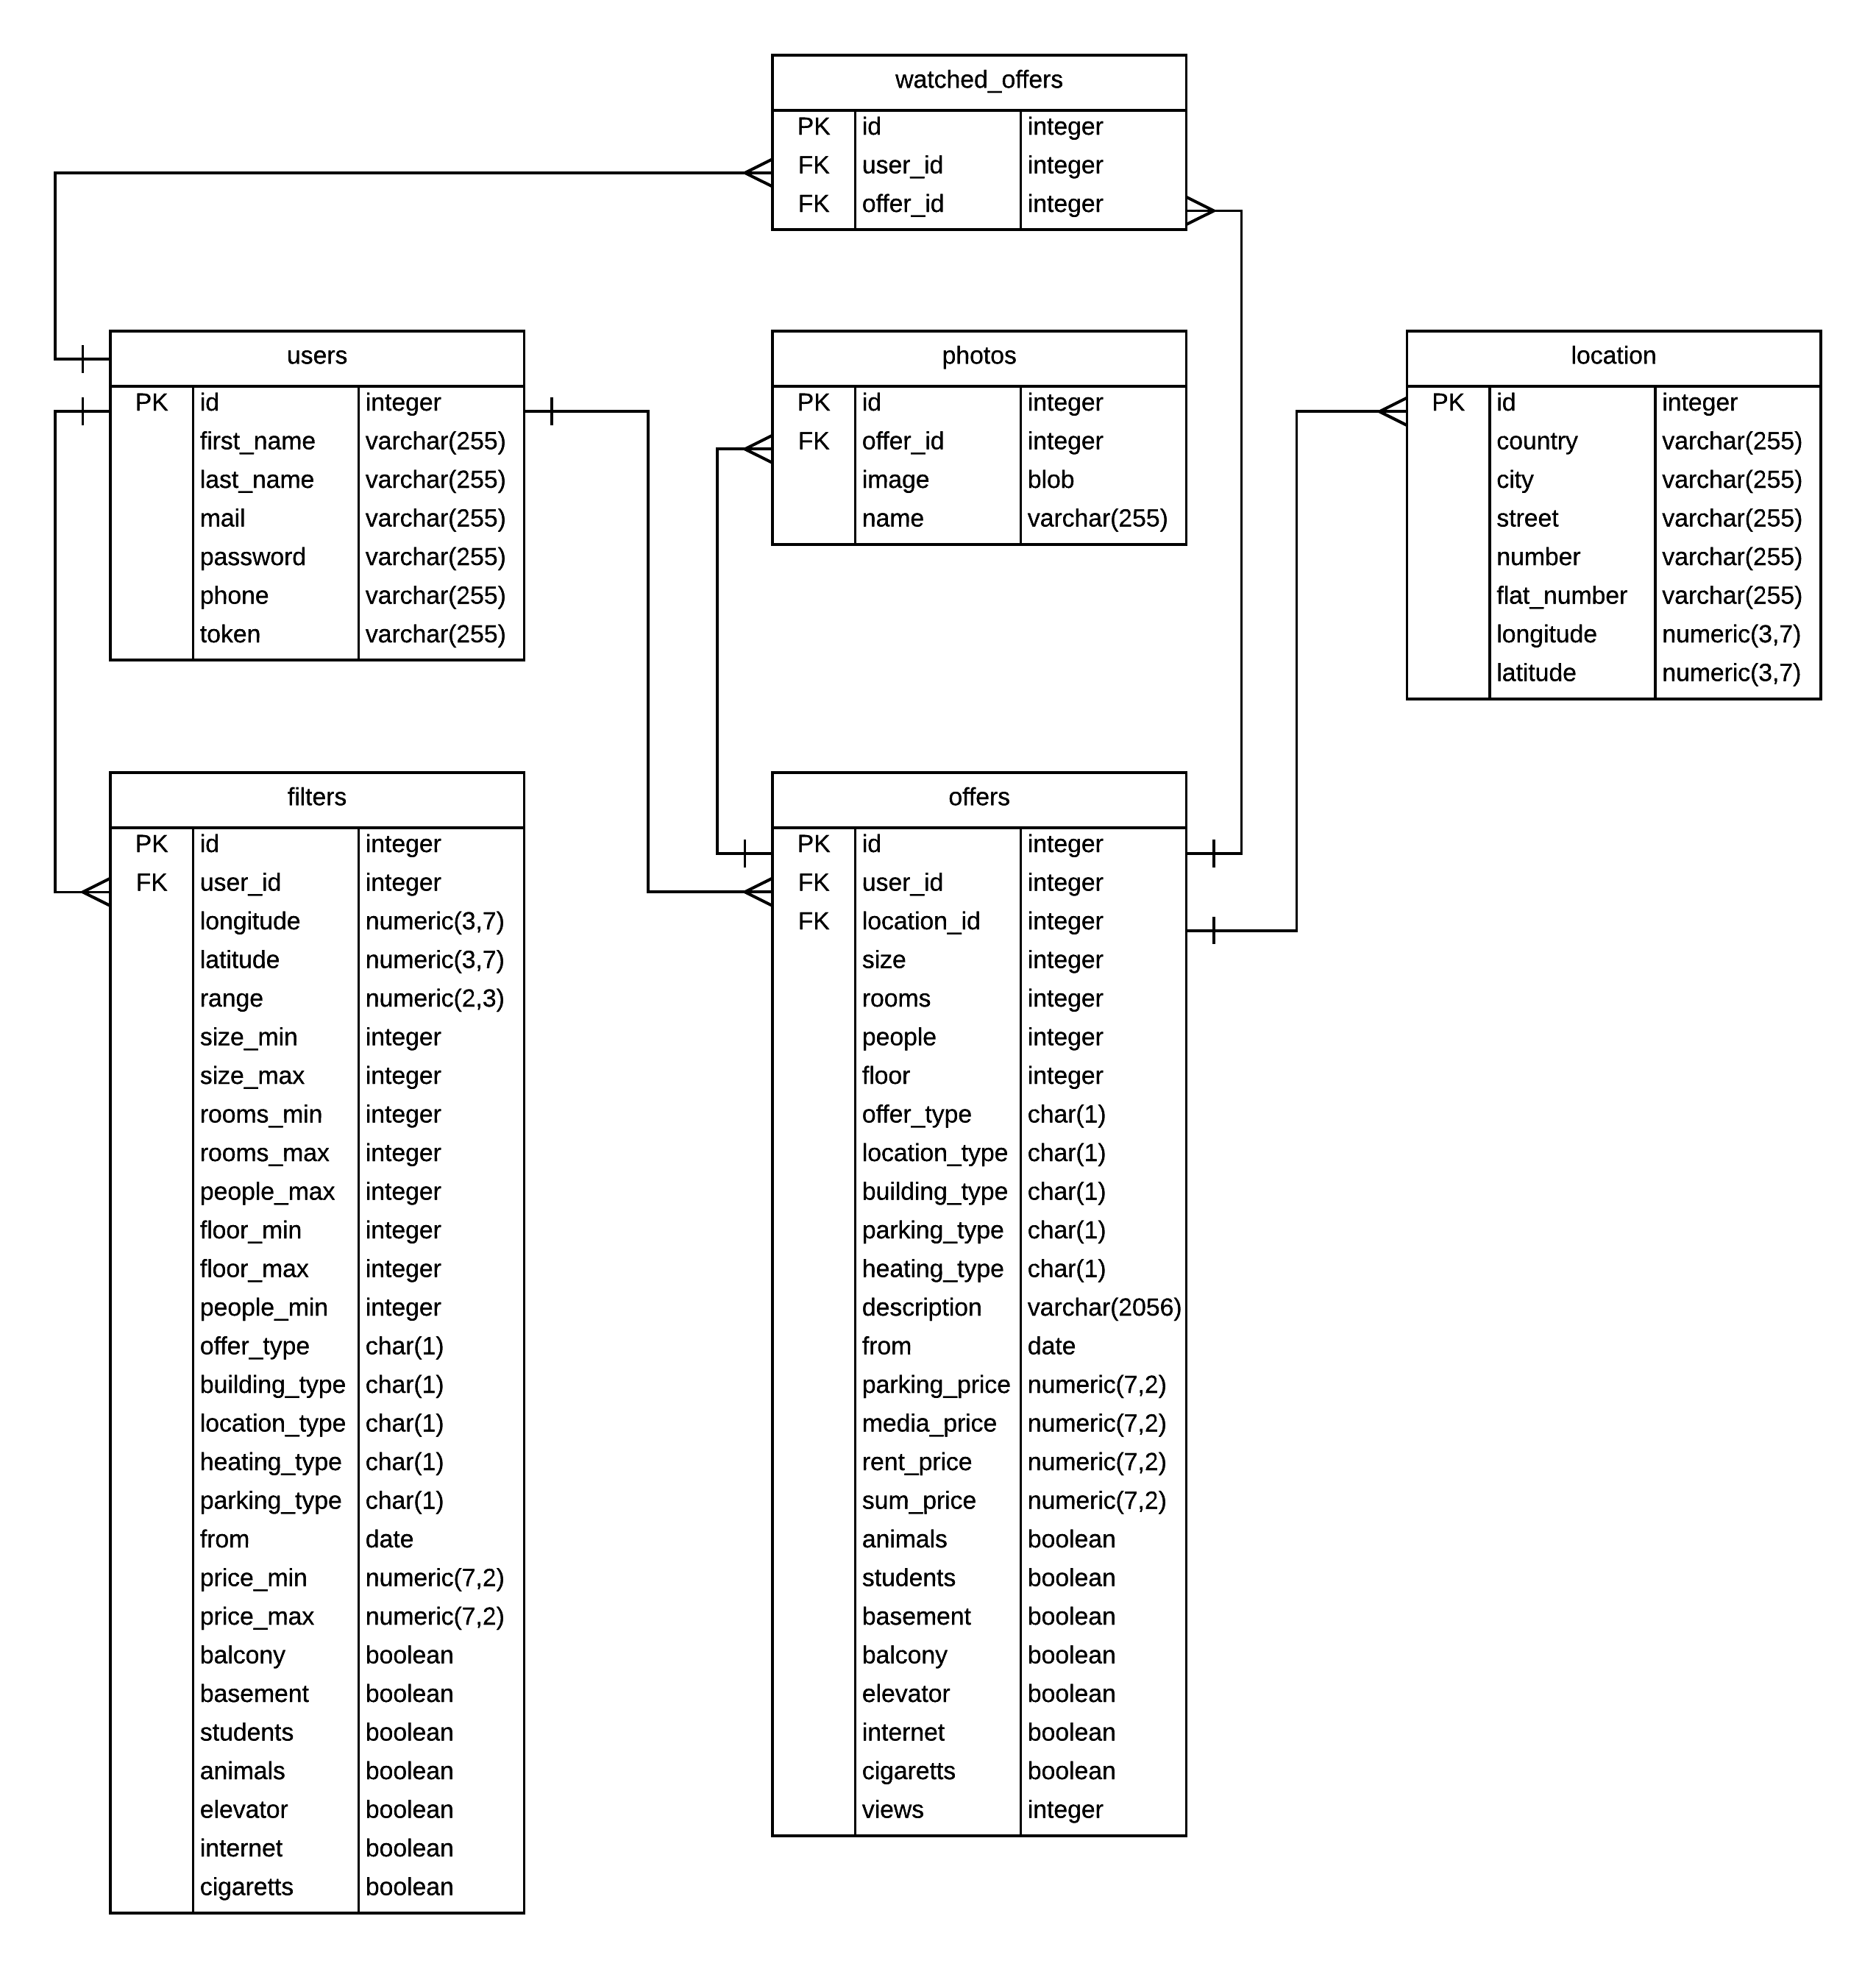 watched_offers
PK id integer
FK user_id integer
FK offer_id integer
users
PK id integer
first_name varchar(255)
last_name varchar(255)
mail varchar(255)
password varchar(255)
phone varchar(255)
token varchar(255)
photos
PK id integer
FK offer_id integer
image blob
name varchar(255)
location
PK id integer
country varchar(255)
city varchar(255)
street varchar(255)
number varchar(255)
flat_number varchar(255)
longitude numeric(3,7)
latitude numeric(3,7)
filters
PK id integer
FK user_id integer
longitude numeric(3,7)
latitude numeric(3,7)
range numeric(2,3)
size_min integer
size_max integer
rooms_min integer
rooms_max integer
people_max integer
floor_min integer
floor_max integer
people_min integer
offer_type char(1)
building_type char(1)
location_type char(1)
heating_type char(1)
parking_type char(1)
from date
price_min numeric(7,2)
price_max numeric(7,2)
balcony boolean
basement boolean
students boolean
animals boolean
elevator boolean
internet boolean
cigaretts boolean
offers
PK id integer
FK user_id integer
FK location_id integer
size integer
rooms integer
people integer
floor integer
offer_type char(1)
location_type char(1)
building_type char(1)
parking_type char(1)
heating_type char(1)
description varchar(2056)
from date
parking_price numeric(7,2)
media_price numeric(7,2)
rent_price numeric(7,2)
sum_price numeric(7,2)
animals boolean
students boolean
basement boolean
balcony boolean
elevator boolean
internet boolean
cigaretts boolean
views integer